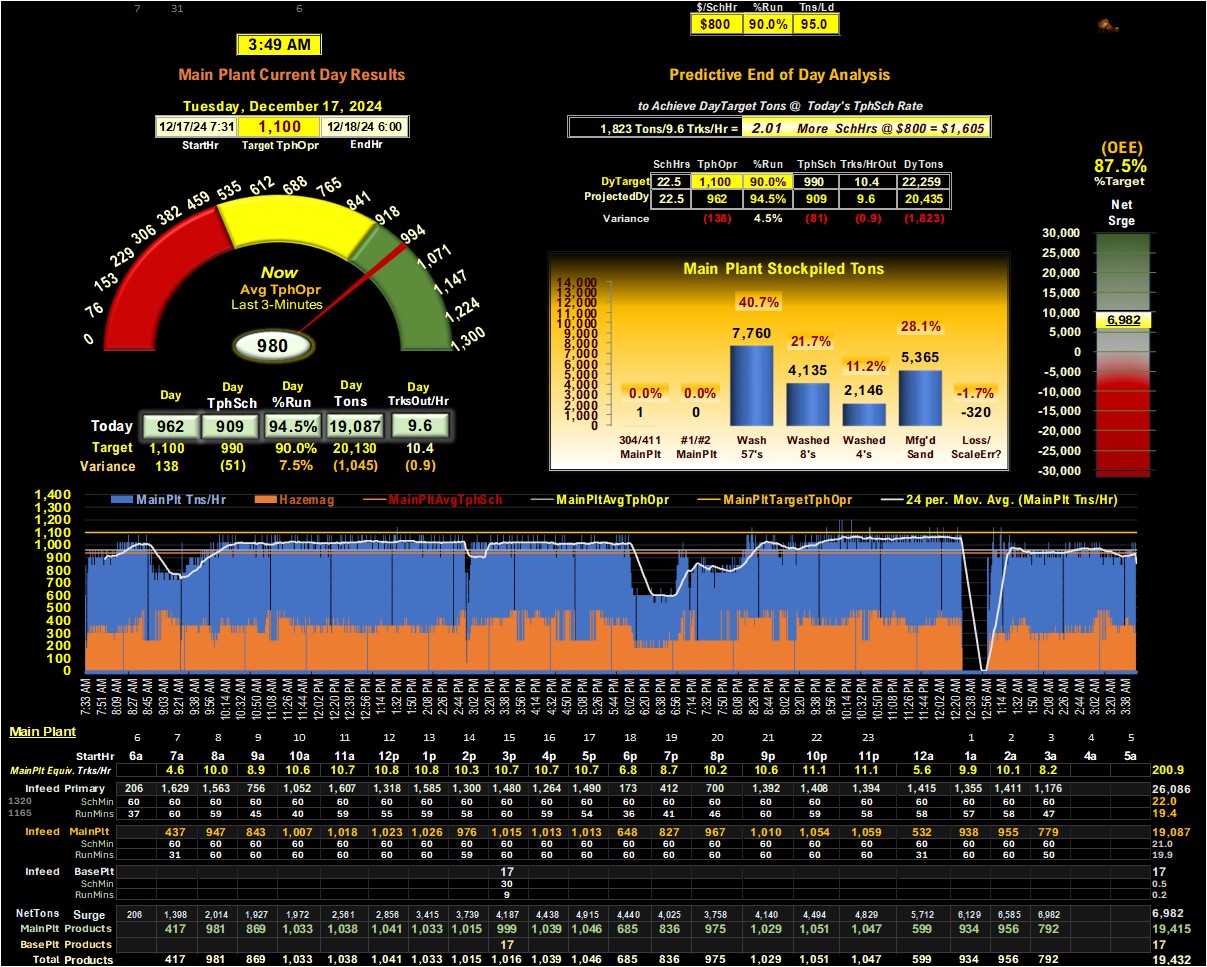 7 31 6
$/SchHr %Run Tns/Ld
$800 90.0% 95.0
3:49 AM
Main Plant Current Day Results
Predictive End of Day Analysis
Tuesday, December 17, 2024
to Achieve DayTarget Tons @ Today's TphSch Rate
12/17/24 7:31 1,100 12/18/24 6:00
StartHr Target TphOpr EndHr
1,823 Tons/9.6 Trks/Hr = 2.01 More SchHrs @ $800 = $1,605
(OEE)
87.5%
%Target
SchHrs TphOpr %Run TphSch Trks/HrOut DyTons
DyTarget 22.5 1,100 90.0% 990 10.4 22,259
ProjectedDy 22.5 962 94.5% 909 9.6 20,435
Variance (138) 4.5% (81) (0.9) (1,823)
Net
Srge
30,000
25,000
20,000
15,000
10,000
6,982
5,000
0
-5,000
-10,000
-15,000
-20,000
-25,000
-30,000
0 76 153 229 306 382 459 535 612 688 765 841 918 994 1,071 1,147 1,224 1,300
Now
Avg TphOpr
Last 3-Minutes
980
Main Plant Stockpiled Tons
14,000
13,000
12,000
11,000
10,000
9,000
8,000
7,000
6,000
5,000
4,000
3,000
2,000
1,000
0
0.0% 0.0% 40.7% 21.7% 11.2% 28.1% -1.7%
1 0 7,760 4,135 2,146 5,365 -320
304/411 #1/#2 Wash Washed Washed Mfg'd Loss/
MainPlt MainPlt 57's 8's 4's Sand ScaleErr?
Day Day Day Day Day
TphSch %Run Tons TrksOut/Hr
Today 962 909 94.5% 19,087 9.6
Target 1,100 990 90.0% 20,130 10.4
Variance 138 (51) 7.5% (1,045) (0.9)
MainPlt Tns/Hr Hazemag MainPltAvgTphSch MainPltAvgTphOpr MainPltTargetTphOpr 24 per. Mov. Avg. (MainPlt Tns/Hr)
1,400
1,300
1,200
1,100
1,000
900
800
700
600
500
400
300
200
100
0
7:33 AM 7:51 AM 8:09 AM 8:27 AM 8:45 AM 9:03 AM 9:21 AM 9:38 AM 9:56 AM 10:14 AM 10:32 AM 10:50 AM 11:08 AM 11:26 AM 11:44 AM 12:02 PM 12:20 PM 12:38 PM 12:56 PM 1:14 PM 1:32 PM 1:50 PM 2:08 PM 2:26 PM 2:44 PM 3:02 PM 3:20 PM 3:38 PM 3:56 PM 4:14 PM 4:32 PM 4:52 PM 5:10 PM 5:28 PM 5:46 PM 6:02 PM 6:20 PM 6:38 PM 6:56 PM 7:14 PM 7:32 PM 7:50 PM 8:08 PM 8:26 PM 8:44 PM 9:02 PM 9:20 PM 9:38 PM 9:56 PM 10:14 PM 10:32 PM 10:50 PM 11:08 PM 11:26 PM 11:44 PM 12:02 AM 12:20 AM 12:38 AM 12:56 AM 1:14 AM 1:32 AM 1:50 AM 2:08 AM 2:26 AM 2:44 AM 3:02 AM 3:20 AM 3:38 AM
Main Plant
6 7 8 9 10 11 12 13 14 15 16 17 18 19 20 21 22 23 1 2 3 4 5
StartHr 6a 7a 8a 9a 10a 11a 12p 1p 2p 3p 4p 5p 6p 7p 8p 9p 10p 11p 12a 1a 2a 3a 4a 5a
MainPlt Equiv. Trks/Hr 4.6 10.0 8.9 10.6 10.7 10.8 10.8 10.3 10.7 10.7 10.7 6.8 8.7 10.2 10.6 11.1 11.1 5.6 9.9 10.1 8.2 200.9
Infeed Primary 206 1,629 1,563 756 1,052 1,607 1,318 1,585 1,300 1,480 1,264 1,490 173 412 700 1,392 1,408 1,394 1,415 1,355 1,411 1,176 26,086
1320 SchMin 60 60 60 60 60 60 60 60 60 60 60 60 60 60 60 60 60 60 60 60 60 60 22.0
1165 RunMins 37 60 59 45 40 59 55 59 58 60 59 54 36 41 46 60 59 58 58 57 58 47 19.4
Infeed MainPlt 437 947 843 1,007 1,018 1,023 1,026 976 1,015 1,013 1,013 648 827 967 1,010 1,054 1,059 532 938 955 779 19,087
SchMin 60 60 60 60 60 60 60 60 60 60 60 60 60 60 60 60 60 60 60 60 60 21.0
RunMins 31 60 60 60 60 60 60 59 60 60 60 60 60 60 60 60 60 31 60 60 50 19.9
Infeed BasePlt 17 17
SchMin 30 0.5
RunMins 9 0.2
NetTons Surge 206 1,398 2,014 1,927 1,972 2,561 2,856 3,415 3,739 4,187 4,438 4,915 4,440 4,025 3,758 4,140 4,494 4,829 5,712 6,129 6,585 6,982 6,982
MainPlt Products 417 981 869 1,033 1,038 1,041 1,033 1,015 999 1,039 1,046 685 836 975 1,029 1,051 1,047 599 934 956 792 19,415
BasePlt Products 17 17
Total Products 417 981 869 1,033 1,038 1,041 1,033 1,015 1,016 1,039 1,046 685 836 975 1,029 1,051 1,047 599 934 956 792 19,432